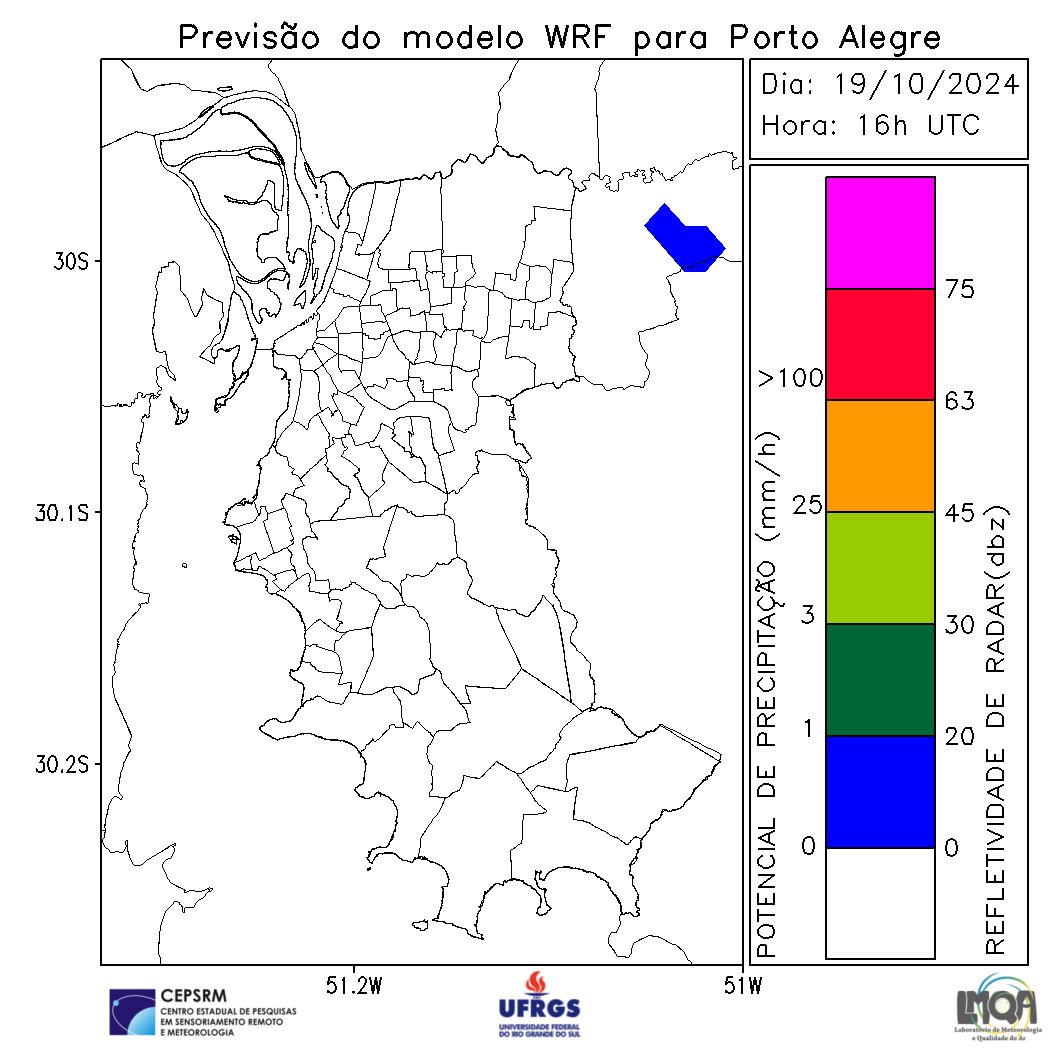 Previsão do modelo WRF para Porto Alegre
Dia: 19/10/2024
Hora: 16h UTC
30S
30.1S
30.2S
51.2W
51W
POTENCIAL DE PRECIPITAÇÃO (mm/h)
>100
25
3
1
0
75
63
45
30
20
0
REFLETIVIDADE DE RADAR(dbz)
CEPSRM
CENTRO ESTADUAL DE PESQUISAS
EM SENSORIAMENTO REMOTO
E METEOROLOGIA
UFRGS
UNIVERSIDADE FEDERAL
DO RIO GRANDE DO SUL
LMQA
Laboratório de Meteorologia
e Qualidade do Ar